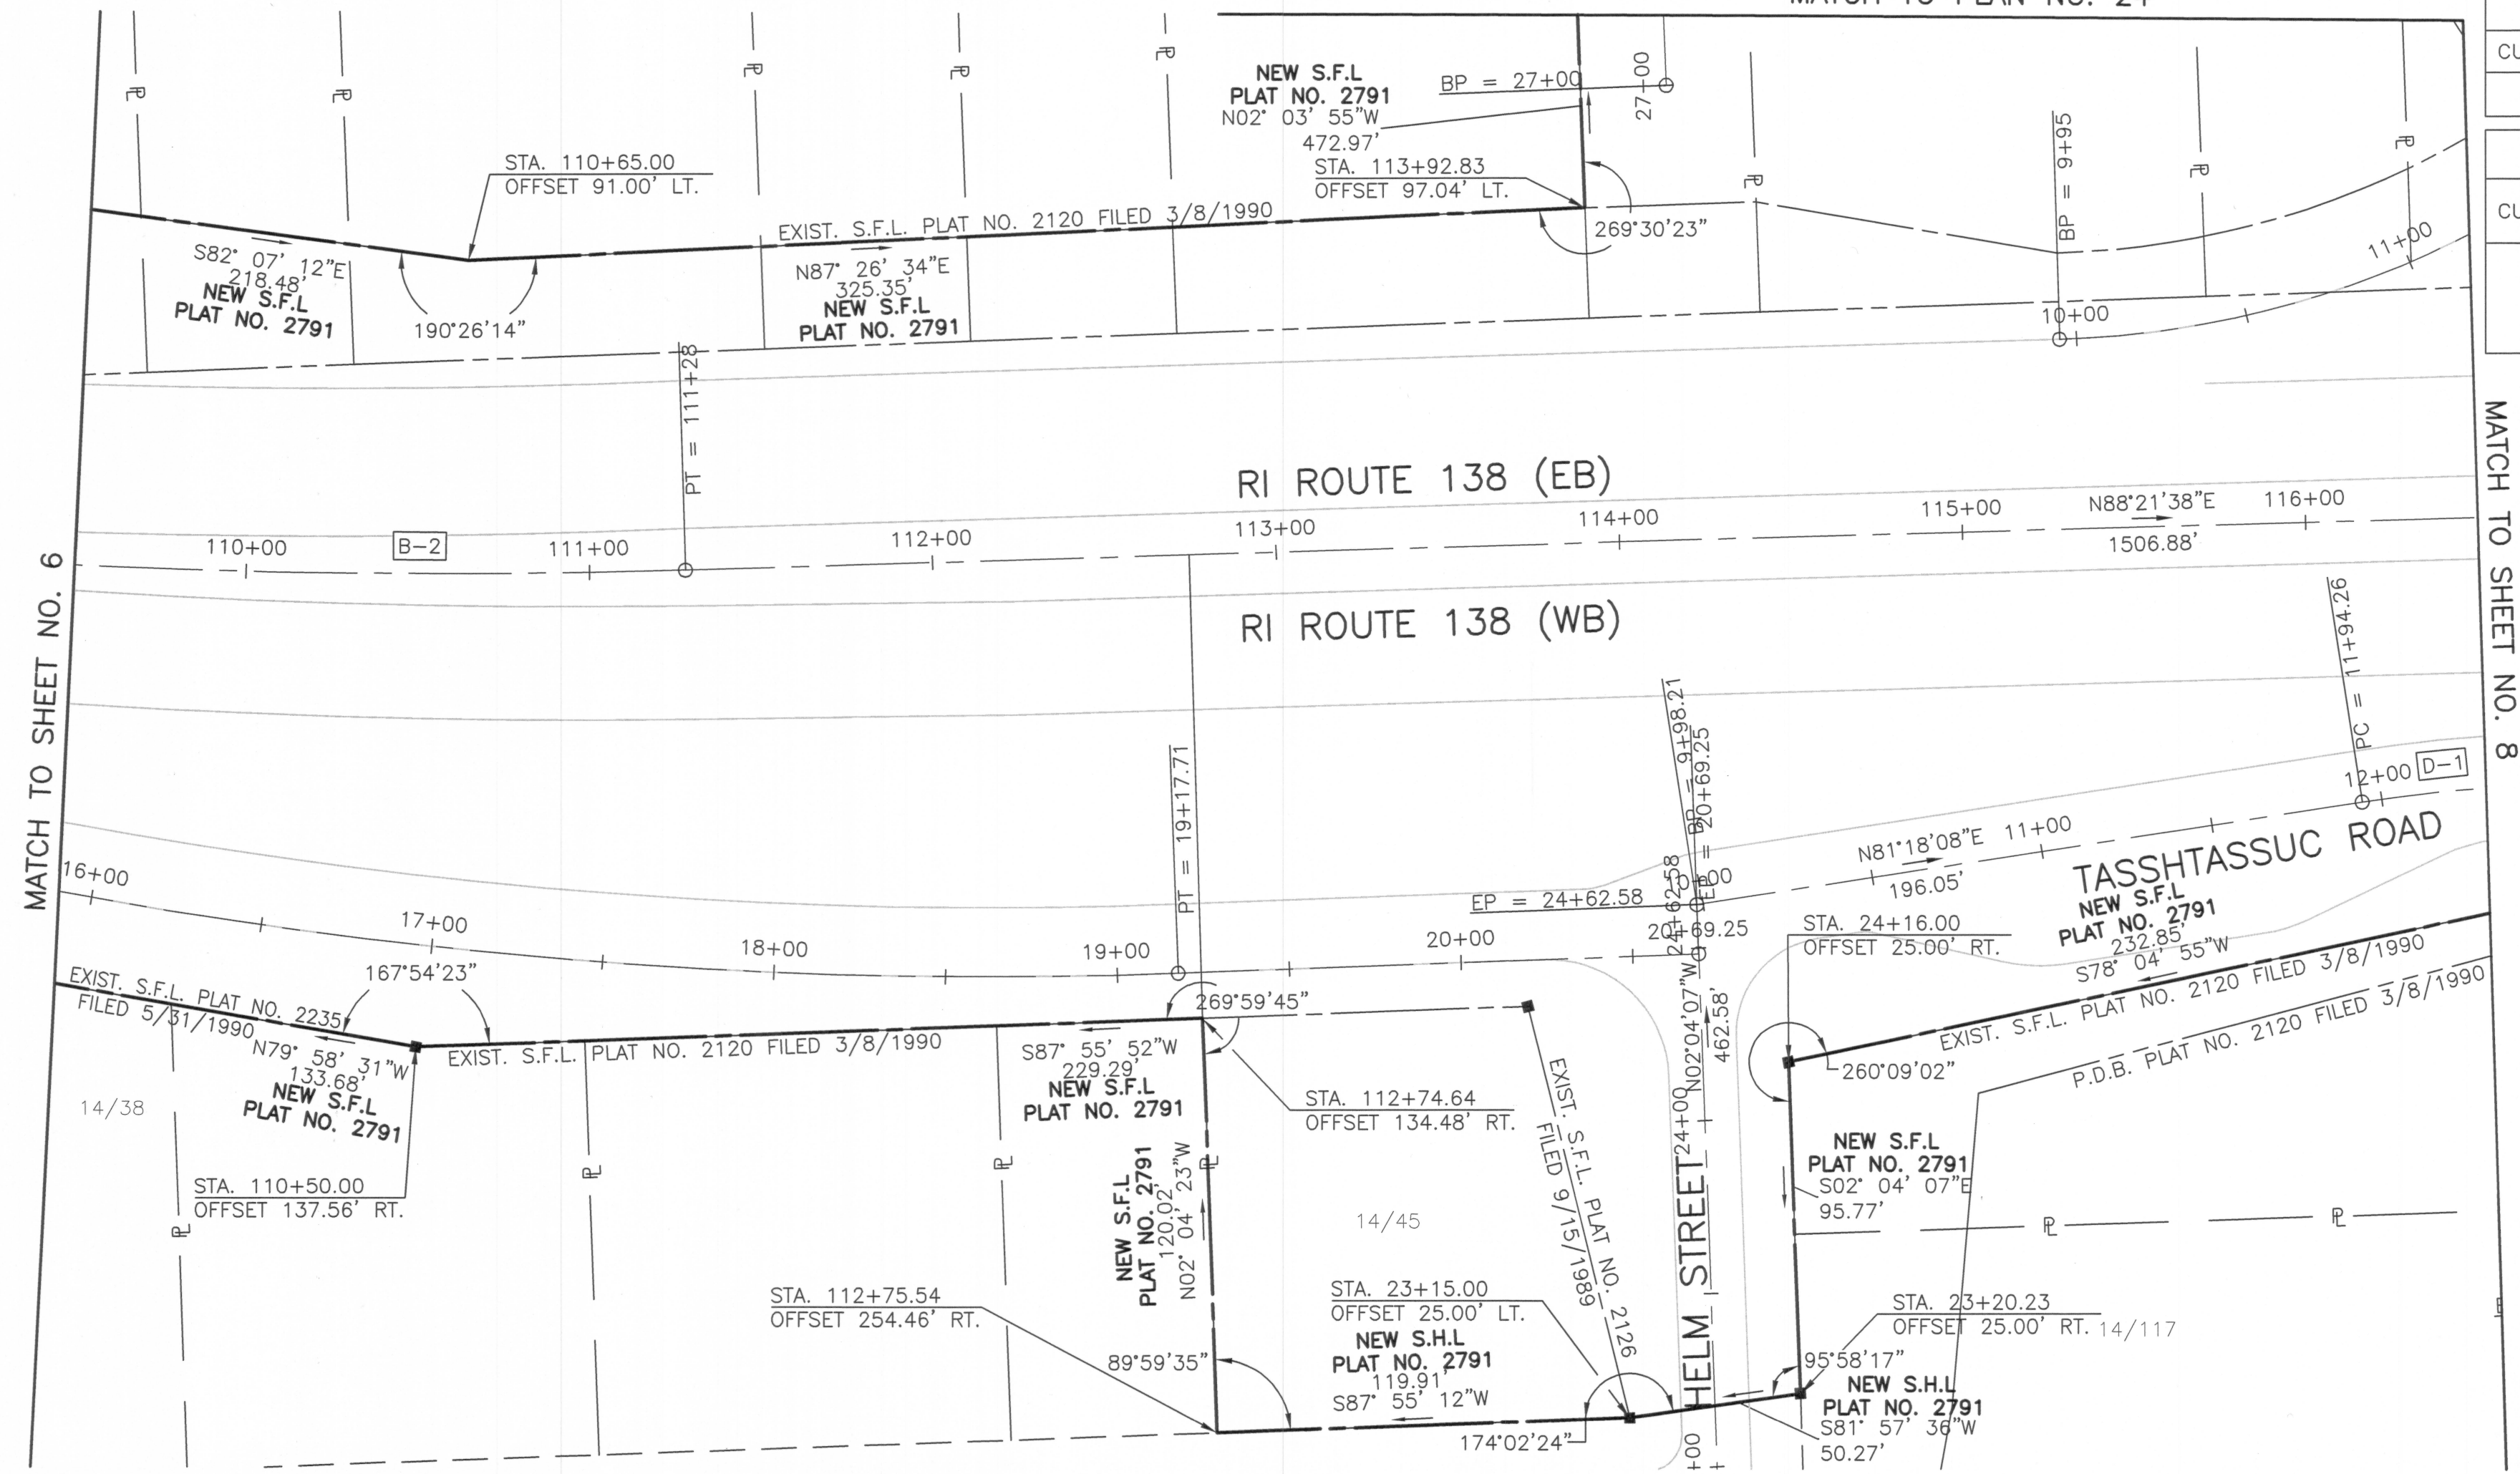 CU
CU
NEW S.F.L
PLAT NO. 2791
N02° 03' 55"W
472.97'
BP = 27+00
27+00
STA. 110+65.00
OFFSET 91.00' LT.
STA. 113+92.83
OFFSET 97.04' LT.
BP = 9+95
EXIST. S.F.L. PLAT NO. 2120 FILED 3/8/1990
269°30'23"
11+00
S82° 07' 12"E
218.48'
NEW S.F.L
PLAT NO. 2791
190°26'14"
N87° 26' 34"E
325.35'
NEW S.F.L
PLAT NO. 2791
10+00
PT = 111+28
RI ROUTE 138 (EB)
110+00
B-2
111+00
112+00
113+00
114+00
115+00
N88°21'38"E
1506.88'
116+00
RI ROUTE 138 (WB)
MATCH TO SHEET NO. 6
MATCH TO SHEET NO. 8
PC = 11+94.26
BP = 9+98.21
EP = 20+69.25
PT = 19+17.71
12+00
D-1
N81°18'08"E
196.05'
11+00
TASSHTASSUC ROAD
16+00
17+00
18+00
19+00
20+00
EP = 24+62.58
24+62.58
10+00
20+69.25
STA. 24+16.00
OFFSET 25.00' RT.
NEW S.F.L
PLAT NO. 2791
232.85'
S78° 04' 55"W
EXIST. S.F.L. PLAT NO. 2120 FILED 3/8/1990
P.D.B. PLAT NO. 2120 FILED 3/8/1990
EXIST. S.F.L. PLAT NO. 2235
FILED 5/31/1990
167°54'23"
N79° 58' 31"W
133.68'
NEW S.F.L
PLAT NO. 2791
14/38
EXIST. S.F.L. PLAT NO. 2120 FILED 3/8/1990
269°59'45"
S87° 55' 52"W
229.29'
NEW S.F.L
PLAT NO. 2791
STA. 112+74.64
OFFSET 134.48' RT.
EXIST. S.F.L. PLAT NO. 2126
FILED 9/15/1989
N02°04'07"W
462.58'
24+00
HELM STREET
260°09'02"
NEW S.F.L
PLAT NO. 2791
S02° 04' 07"E
95.77'
STA. 110+50.00
OFFSET 137.56' RT.
NEW S.F.L
PLAT NO. 2791
120.02'
N02° 04' 23"W
14/45
STA. 112+75.54
OFFSET 254.46' RT.
89°59'35"
STA. 23+15.00
OFFSET 25.00' LT.
NEW S.H.L
PLAT NO. 2791
119.91'
S87° 55' 12"W
174°02'24"
STA. 23+20.23
OFFSET 25.00' RT.
14/117
95°58'17"
NEW S.H.L
PLAT NO. 2791
S81° 57' 36"W
50.27'
+00